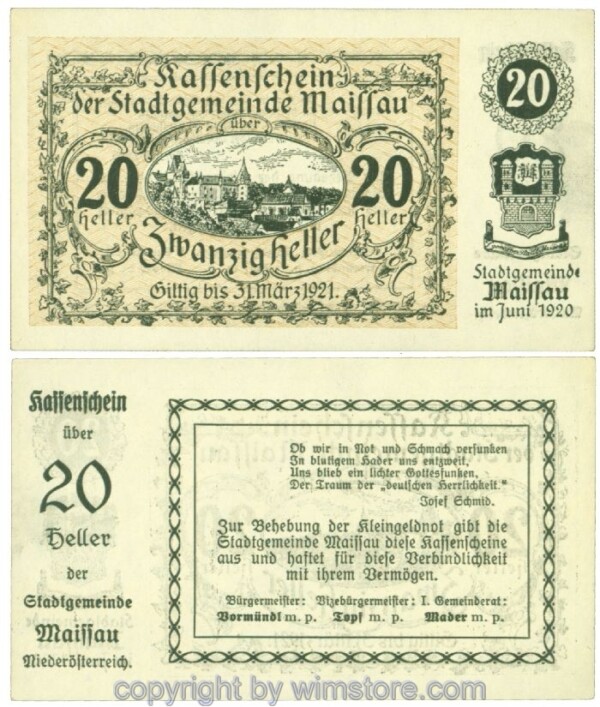 Kassenschein
der Stadtgemeinde Maissau
über
20
Heller
20
Heller
Zwanzig Heller
Giltig bis 31. März 1921.
20
Stadtgemeinde
Maissau
im Juni 1920
Kassenschein
über
20
Heller
der
Stadtgemeinde
Maissau
Niederösterreich.
Ob wir in Not und Schmach versunken
In blutigem Hader uns entzweit,
Uns blieb ein lichter Gottesfunken,
Der Traum der „deutschen Herrlichkeit."
Josef Schmid.
Zur Behebung der Kleingeldnot gibt die
Stadtgemeinde Maissau diese Kassenscheine
aus und haftet für diese Verbindlichkeit
mit ihrem Vermögen.
Bürgermeister: Vizebürgermeister: I. Gemeinderat:
Vormündl m. p. Topf m. p. Mader m. p.
copyright by wimstore.com